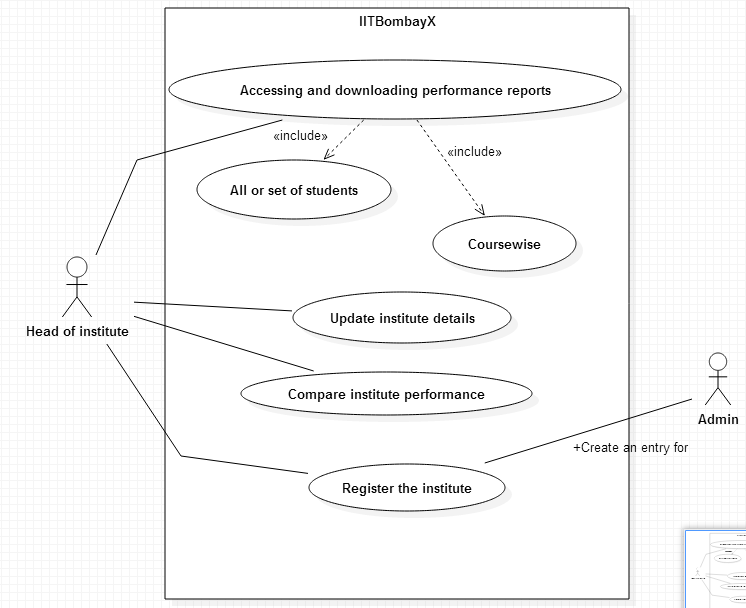 IITBombayX
Accessing and downloading performance reports
«include»
«include»
All or set of students
Coursewise
Head of institute
Update institute details
Compare institute performance
Admin
+Create an entry for
Register the institute